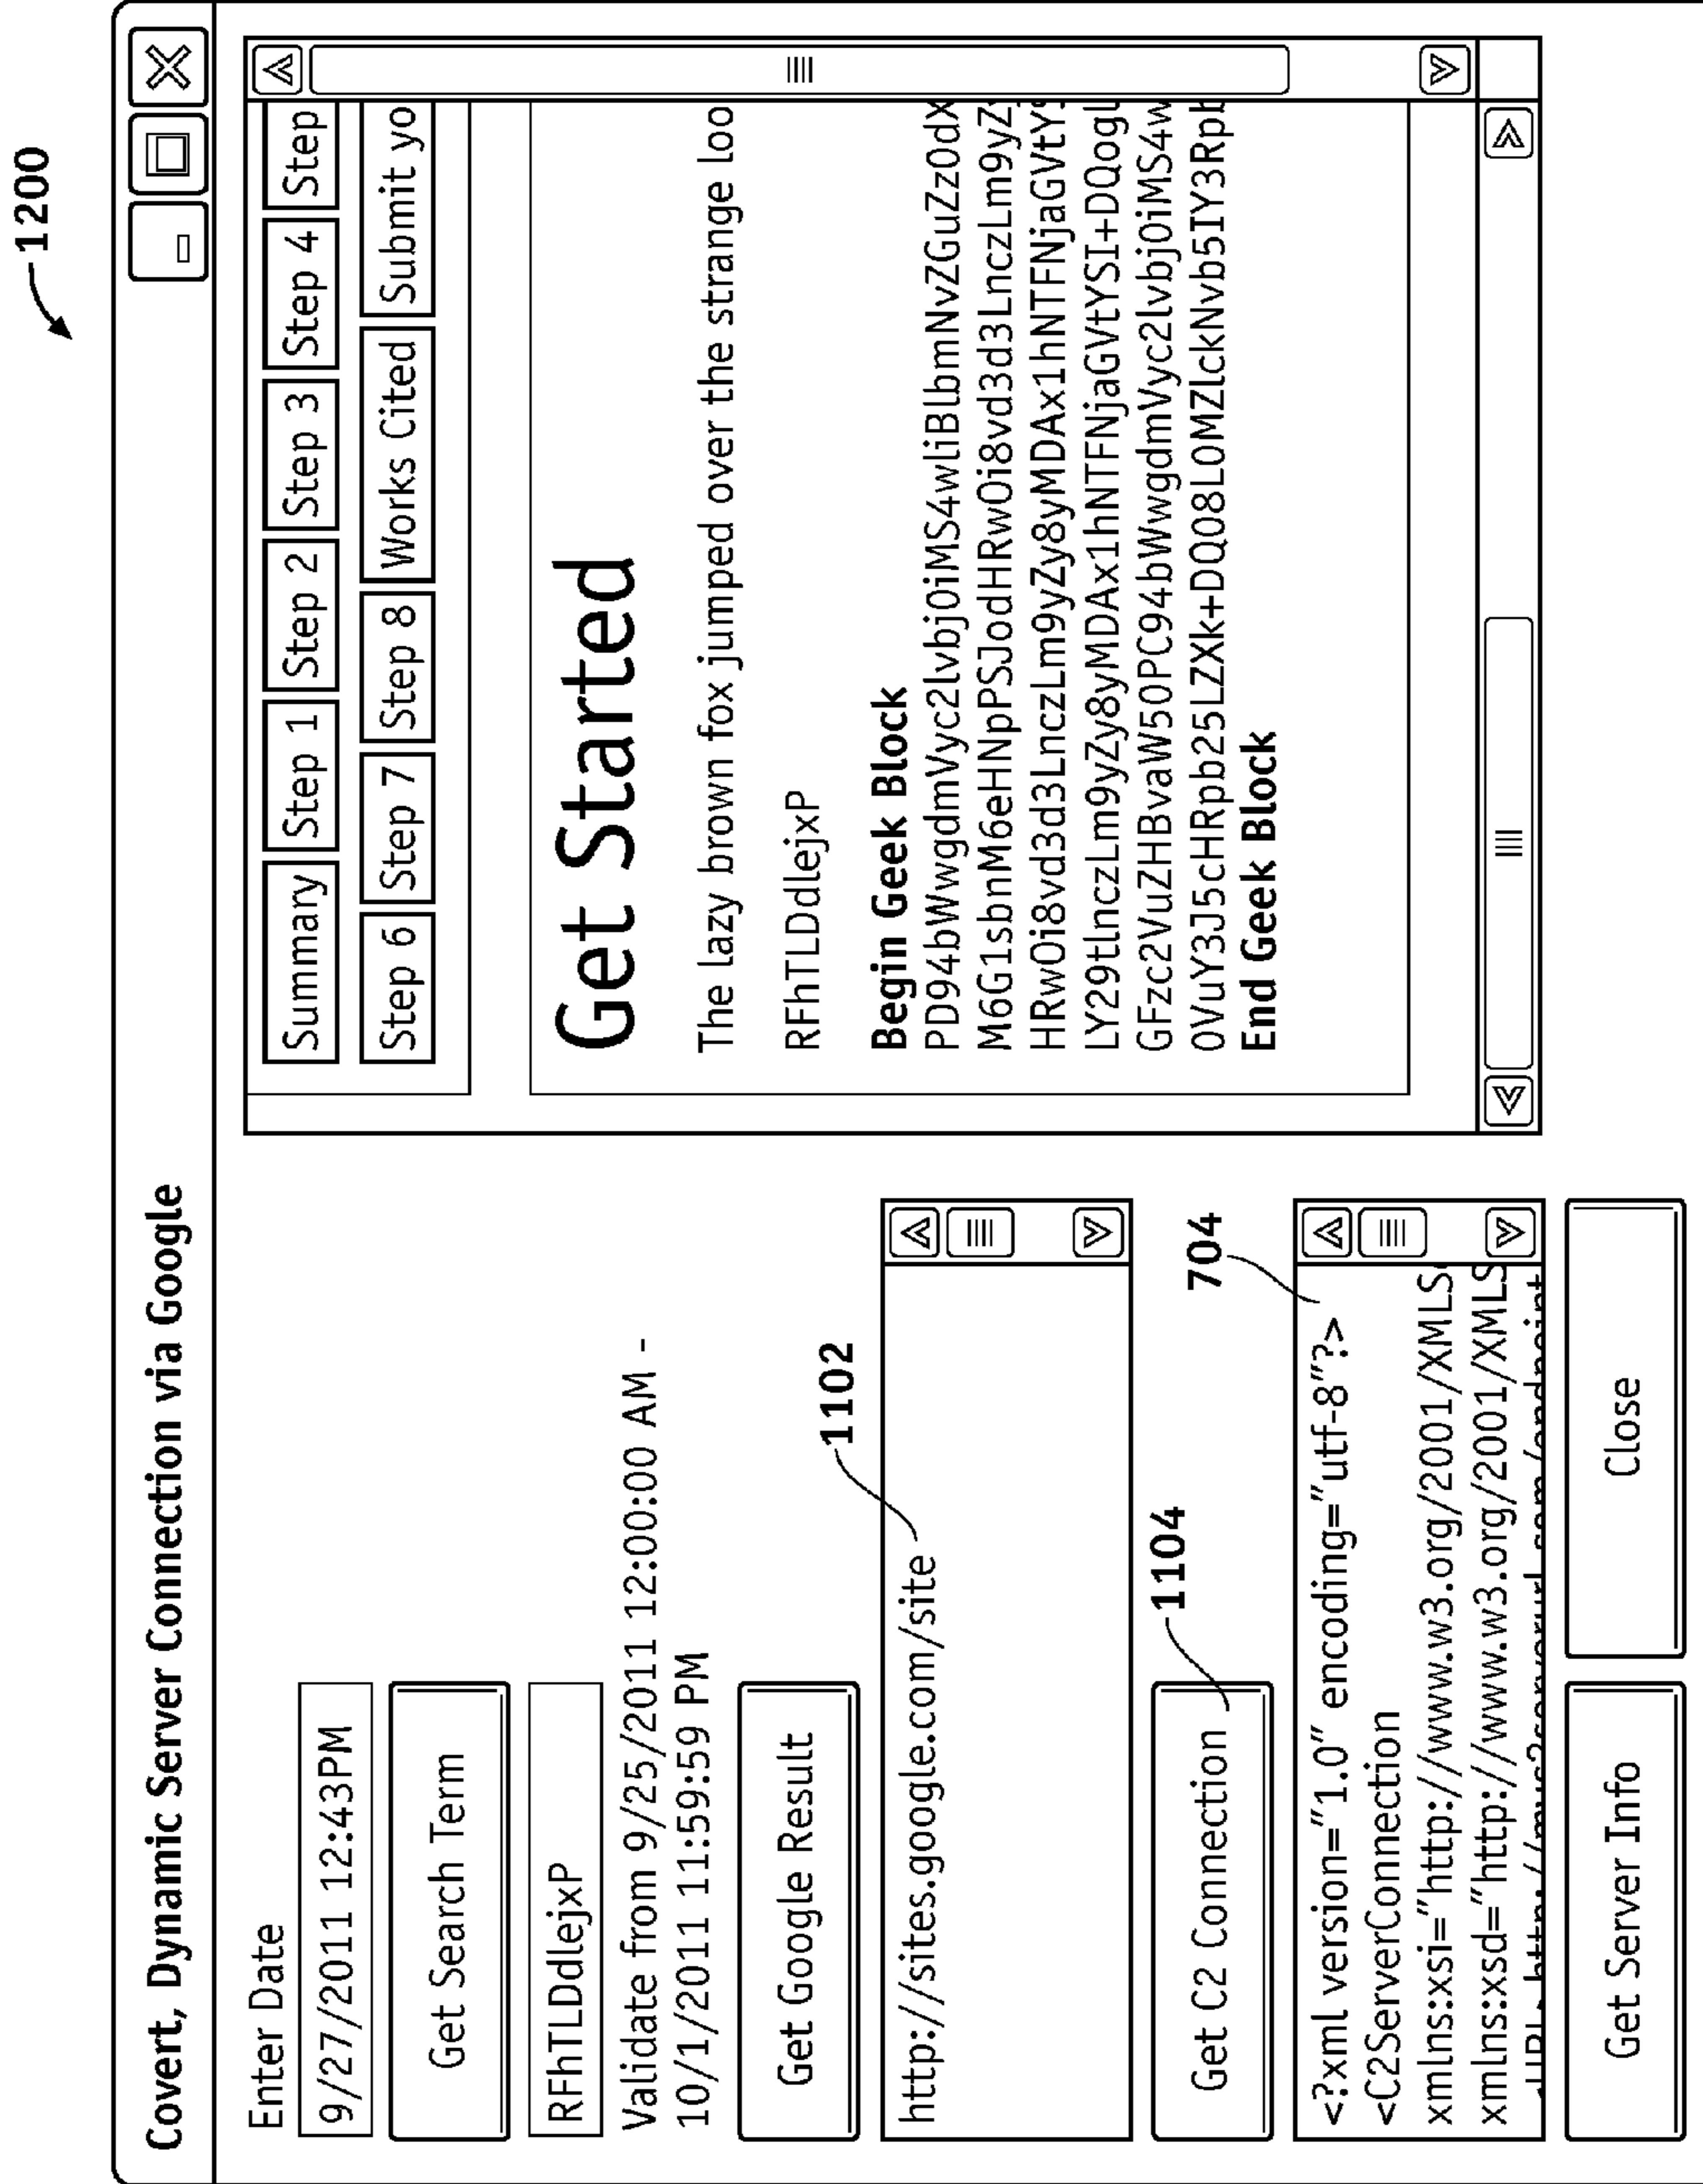 1200
Covert, Dynamic Server Connection via Google
Enter Date
9/27/2011 12:43PM
Get Search Term
RFhTLDdlejxP
Validate from 9/25/2011 12:00:00 AM -
10/1/2011 11:59:59 PM
Get Google Result
1102
http://sites.google.com/site
1104
Get C2 Connection
704
<?xml version="1.0" encoding="utf-8"?>
<C2ServerConnection
xmlns:xsi="http://www.w3.org/2001/XMLS
xmlns:xsd="http://www.w3.org/2001/XMLS
Get Server Info
Close
Summary Step 1 Step 2 Step 3 Step 4 Step
Step 6 Step 7 Step 8 Works Cited Submit yo
Get Started
The lazy brown fox jumped over the strange loo
RFhTLDdlejxP
Begin Geek Block
PD94bWwgdmVyc2lvbj0iMS4wliBlbmNvZGluZz0dX
M6G1sbnM6eHNpPSJodHRwOi8vd3d3LnczLm9yZy
HRwOi8vd3d3LnczLm9yZy8yMDAx1hNTFNjaGVtYS
LY29tlnczLm9yZy8yMDAx1hNTFNjaGVtYSI+DQogL
GFzc2VuZHBvaW50PC94bWwgdmVyc2lvbj0iMS4w
0VuY3J5cHRpb25LZXk+DQ08L0MZlckNvb5IY3Rpb
End Geek Block